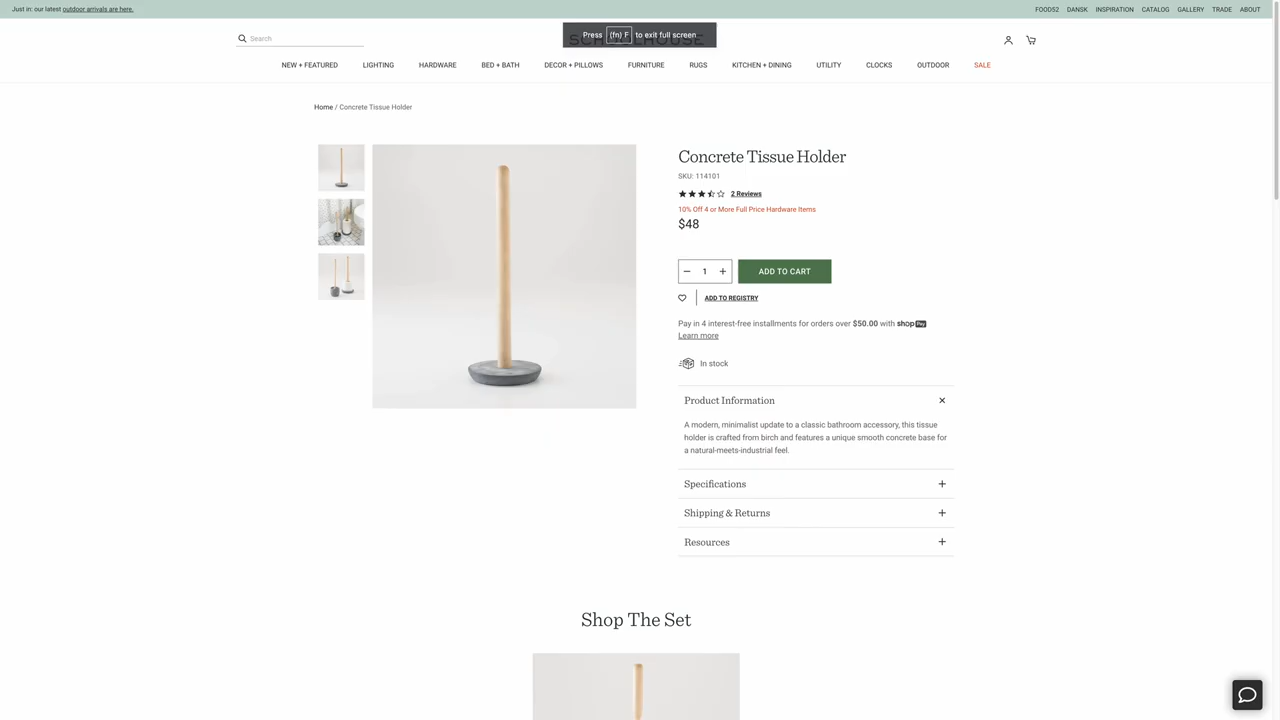 Just in: our latest outdoor arrivals are here.
FOOD52 DANSK INSPIRATION CATALOG GALLERY TRADE ABOUT
Search
Press (fn) F to exit full screen
NEW + FEATURED LIGHTING HARDWARE BED + BATH DECOR + PILLOWS FURNITURE RUGS KITCHEN + DINING UTILITY CLOCKS OUTDOOR SALE
Home / Concrete Tissue Holder
Concrete Tissue Holder
SKU: 114101
2 Reviews
10% Off 4 or More Full Price Hardware Items
$48
1
ADD TO CART
ADD TO REGISTRY
Pay in 4 interest-free installments for orders over $50.00 with shop Pay
Learn more
In stock
Product Information
A modern, minimalist update to a classic bathroom accessory, this tissue
holder is crafted from birch and features a unique smooth concrete base for
a natural-meets-industrial feel.
Specifications
Shipping & Returns
Resources
Shop The Set